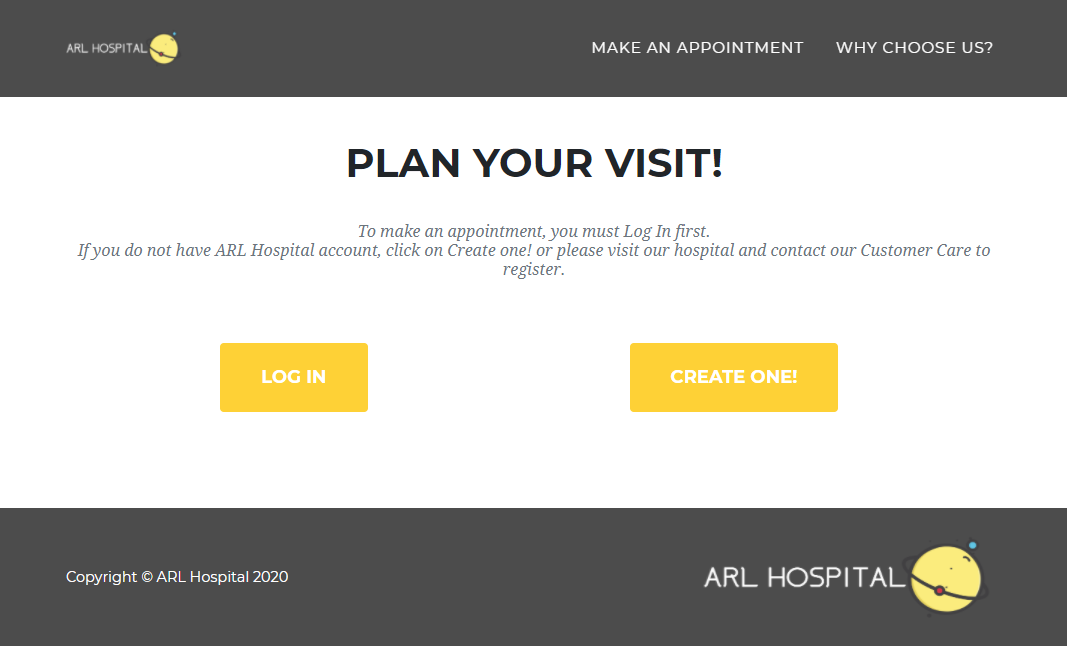 ARL HOSPITAL
MAKE AN APPOINTMENT
WHY CHOOSE US?
PLAN YOUR VISIT!
To make an appointment, you must Log In first.
If you do not have ARL Hospital account, click on Create one! or please visit our hospital and contact our Customer Care to
register.
LOG IN
CREATE ONE!
Copyright © ARL Hospital 2020
ARL HOSPITAL